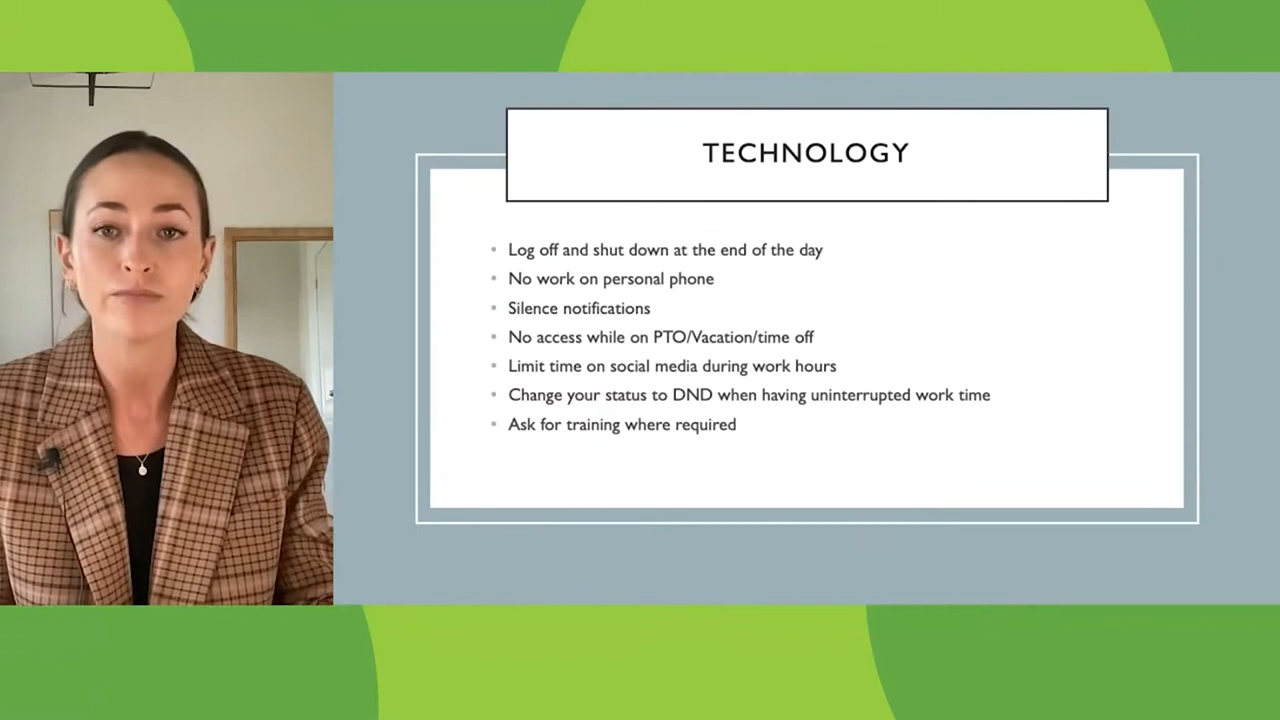 TECHNOLOGY
• Log off and shut down at the end of the day
• No work on personal phone
• Silence notifications
• No access while on PTO/Vacation/time off
• Limit time on social media during work hours
• Change your status to DND when having uninterrupted work time
• Ask for training where required